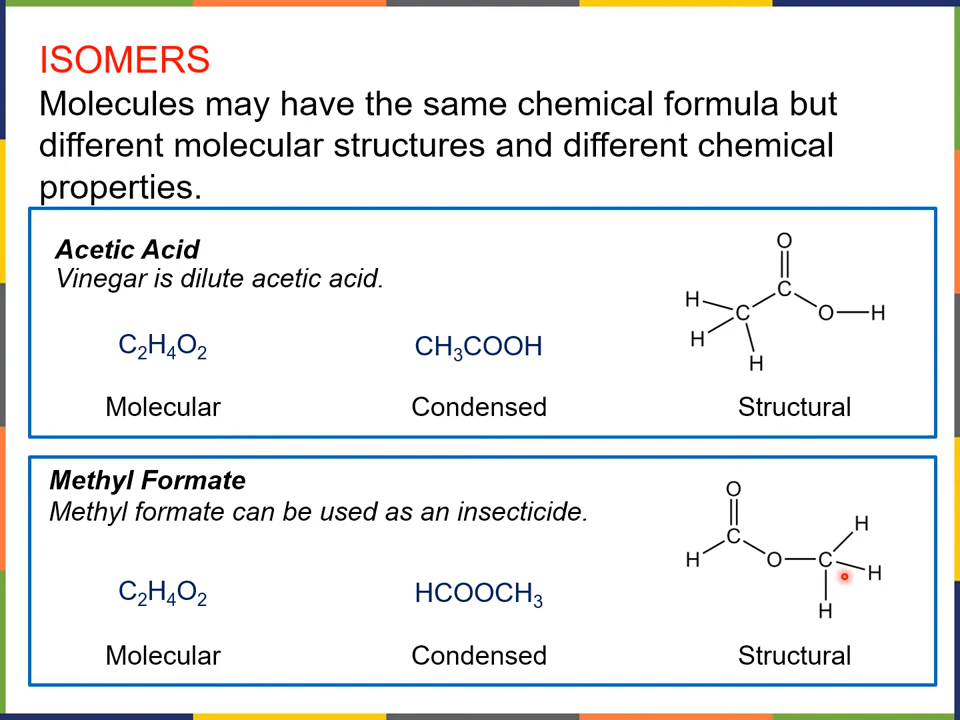 ISOMERS
Molecules may have the same chemical formula but
different molecular structures and different chemical
properties.
Acetic Acid
Vinegar is dilute acetic acid.
C₂H₄O₂
CH₃COOH
O
C
H
C
O
H
H
H
Molecular
Condensed
Structural
Methyl Formate
Methyl formate can be used as an insecticide.
C₂H₄O₂
HCOOCH₃
O
H
C
H
O
C
H
H
Molecular
Condensed
Structural